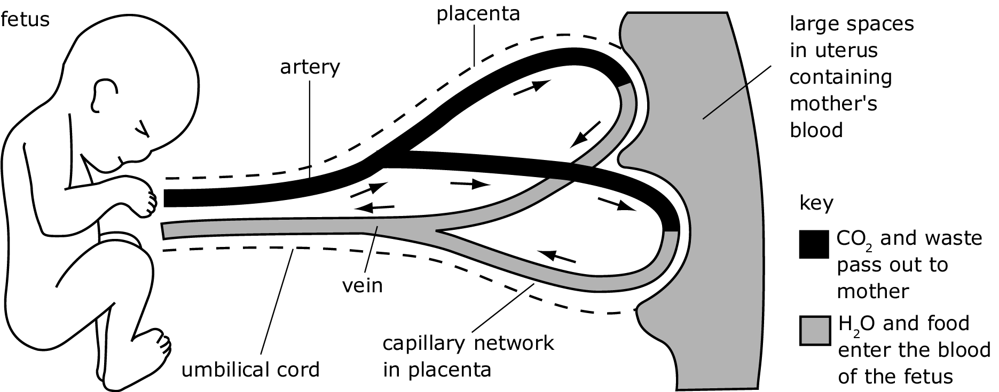 fetus
placenta
artery
large spaces
in uterus
containing
mother's
blood
vein
umbilical cord
capillary network
in placenta
key
CO₂ and waste
pass out to
mother
H₂O and food
enter the blood
of the fetus